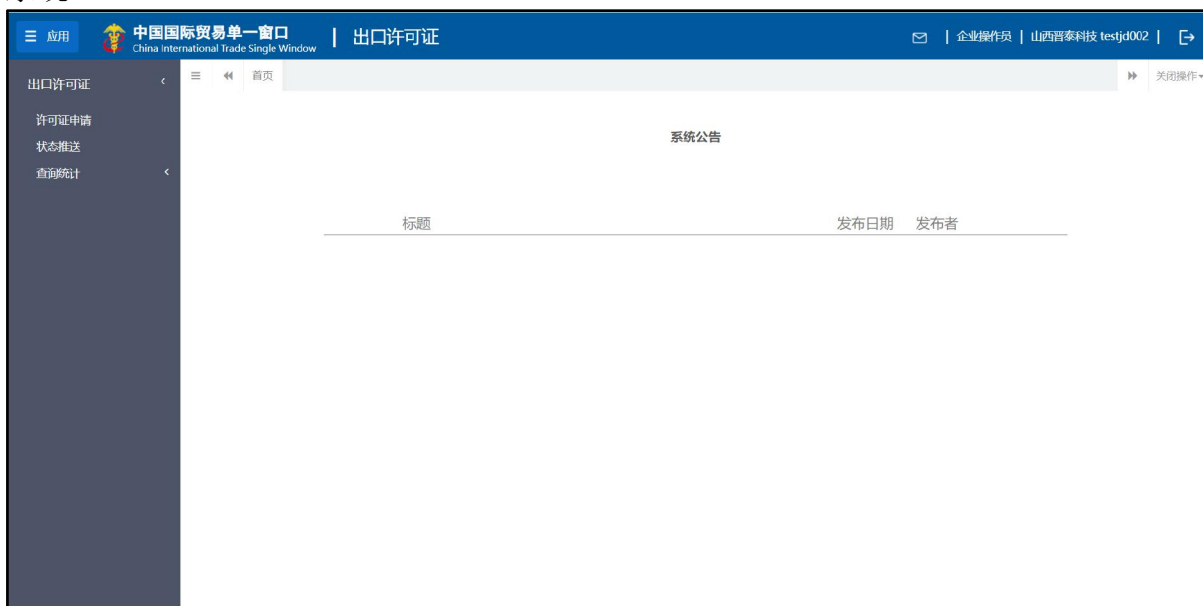 应用 中国国际贸易单一窗口 | 出口许可证 | 企业操作员 | 山西晋泰科技 testjd002 |
China International Trade Single Window
出口许可证 首页 关闭操作
许可证申请
系统公告
状态推送
查询统计
标题 发布日期 发布者